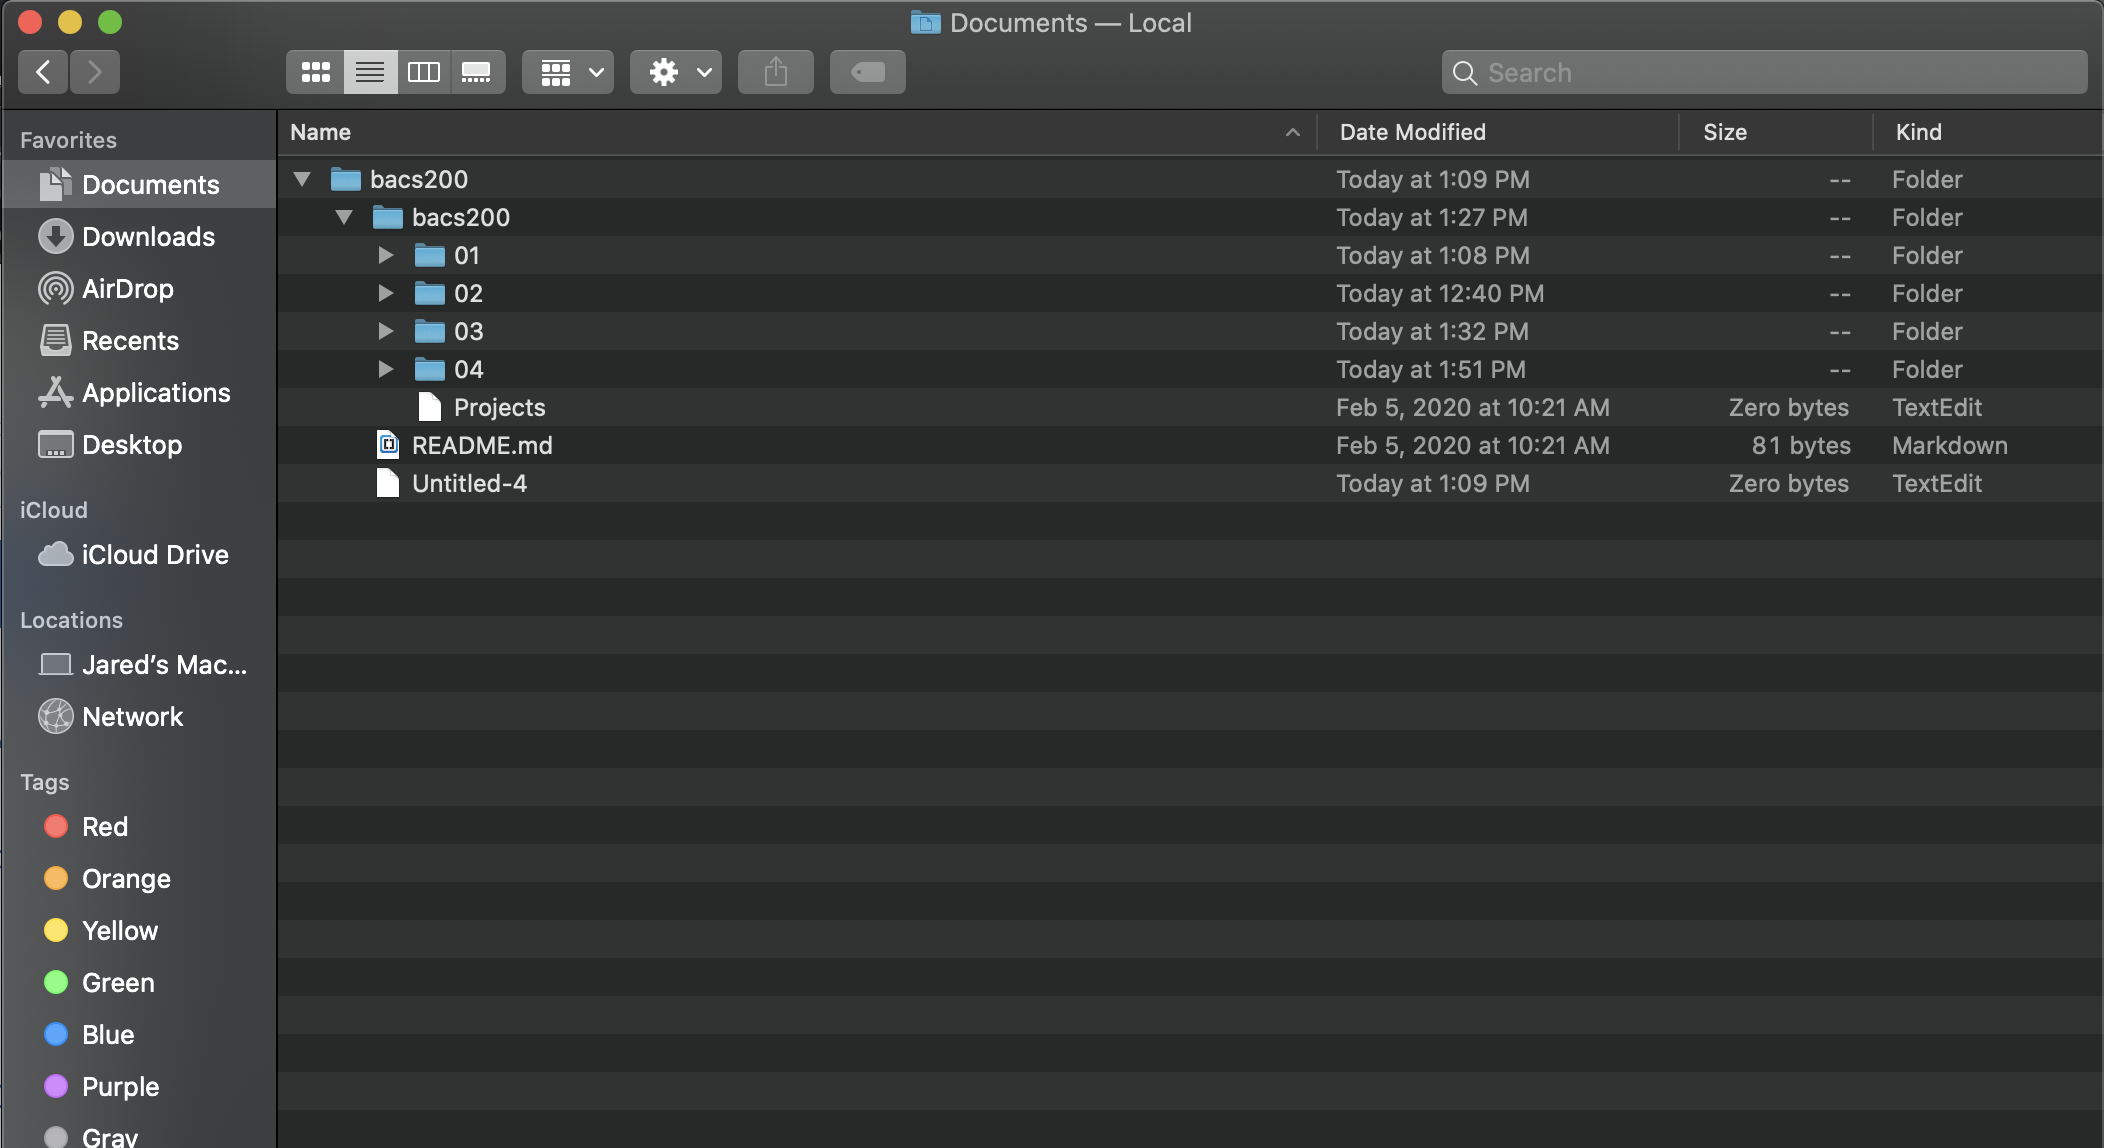 Documents — Local
Search
Favorites
Documents
Downloads
AirDrop
Recents
Applications
Desktop
iCloud
iCloud Drive
Locations
Jared’s Mac...
Network
Tags
Red
Orange
Yellow
Green
Blue
Purple
Gray
Name Date Modified Size Kind
bacs200 Today at 1:09 PM -- Folder
bacs200 Today at 1:27 PM -- Folder
01 Today at 1:08 PM -- Folder
02 Today at 12:40 PM -- Folder
03 Today at 1:32 PM -- Folder
04 Today at 1:51 PM -- Folder
Projects Feb 5, 2020 at 10:21 AM Zero bytes TextEdit
README.md Feb 5, 2020 at 10:21 AM 81 bytes Markdown
Untitled-4 Today at 1:09 PM Zero bytes TextEdit